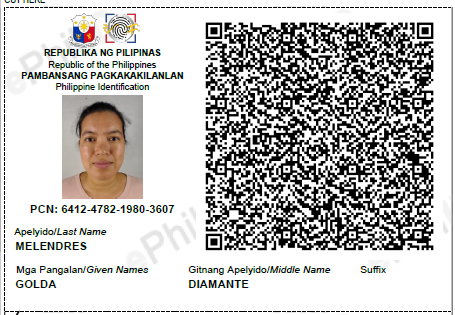 REPUBLIKA NG PILIPINAS
Republic of the Philippines
PAMBANSANG PAGKAKAKILANLAN
Philippine Identification
PCN: 6412-4782-1980-3607
Apelyido/Last Name
MELENDRES
Mga Pangalan/Given Names Gitnang Apelyido/Middle Name Suffix
GOLDA DIAMANTE